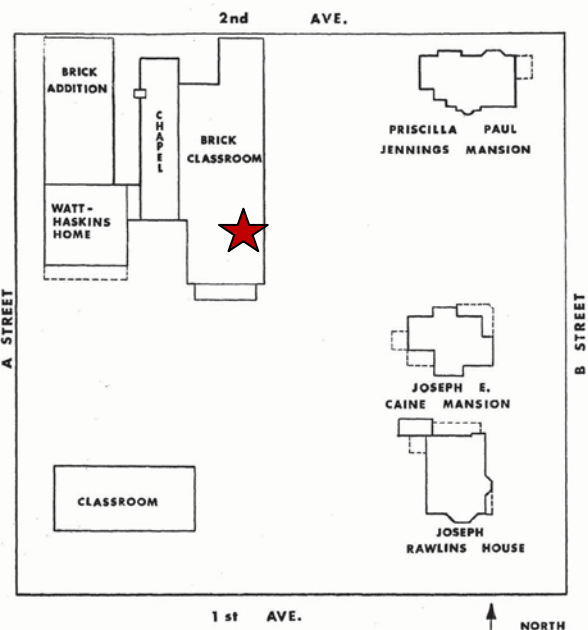 2nd AVE.
BRICK
ADDITION
CHAPEL
BRICK
CLASSROOM
PRISCILLA PAUL
JENNINGS MANSION
WATT-
HASKINS
HOME
A STREET
B STREET
JOSEPH E.
CAINE MANSION
CLASSROOM
JOSEPH
RAWLINS HOUSE
1st AVE.
NORTH